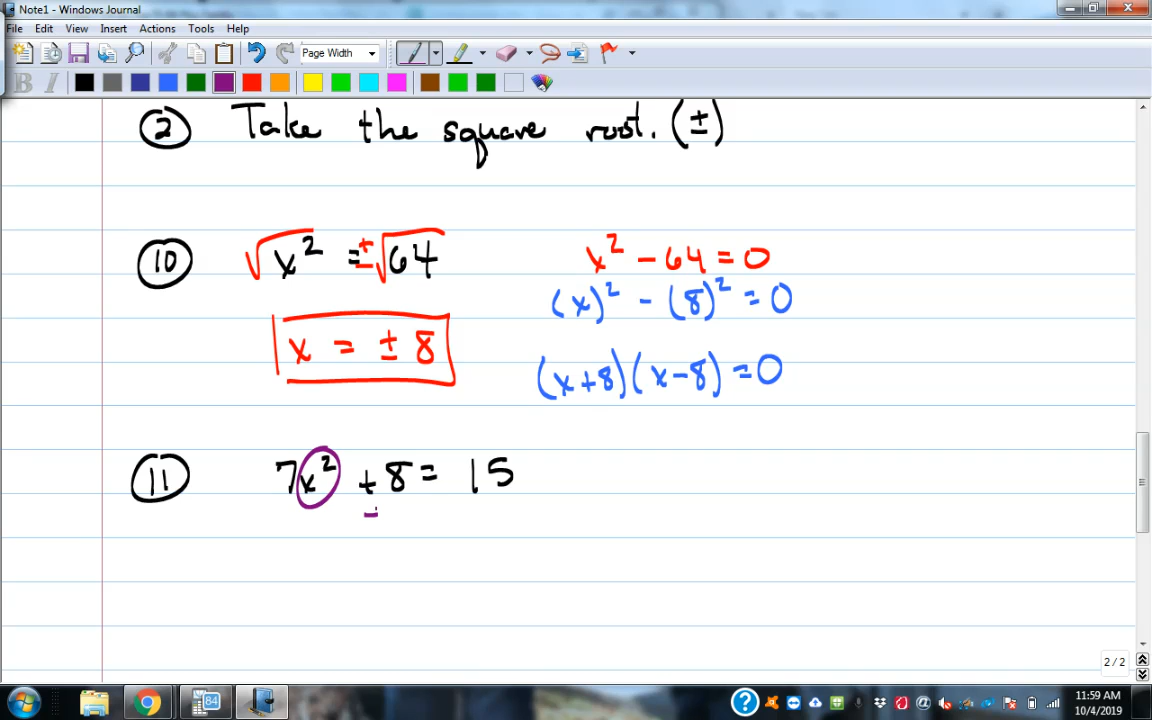 Note1 - Windows Journal
File Edit View Insert Actions Tools Help
Page Width
B I
② Take the square root. (±)
⑩ √x² = ±√64
x² - 64 = 0
(x)² - (8)² = 0
x = ± 8
(x+8)(x-8) = 0
⑪ 7x² + 8 = 15
-
2 / 2
84
11:59 AM
10/4/2019